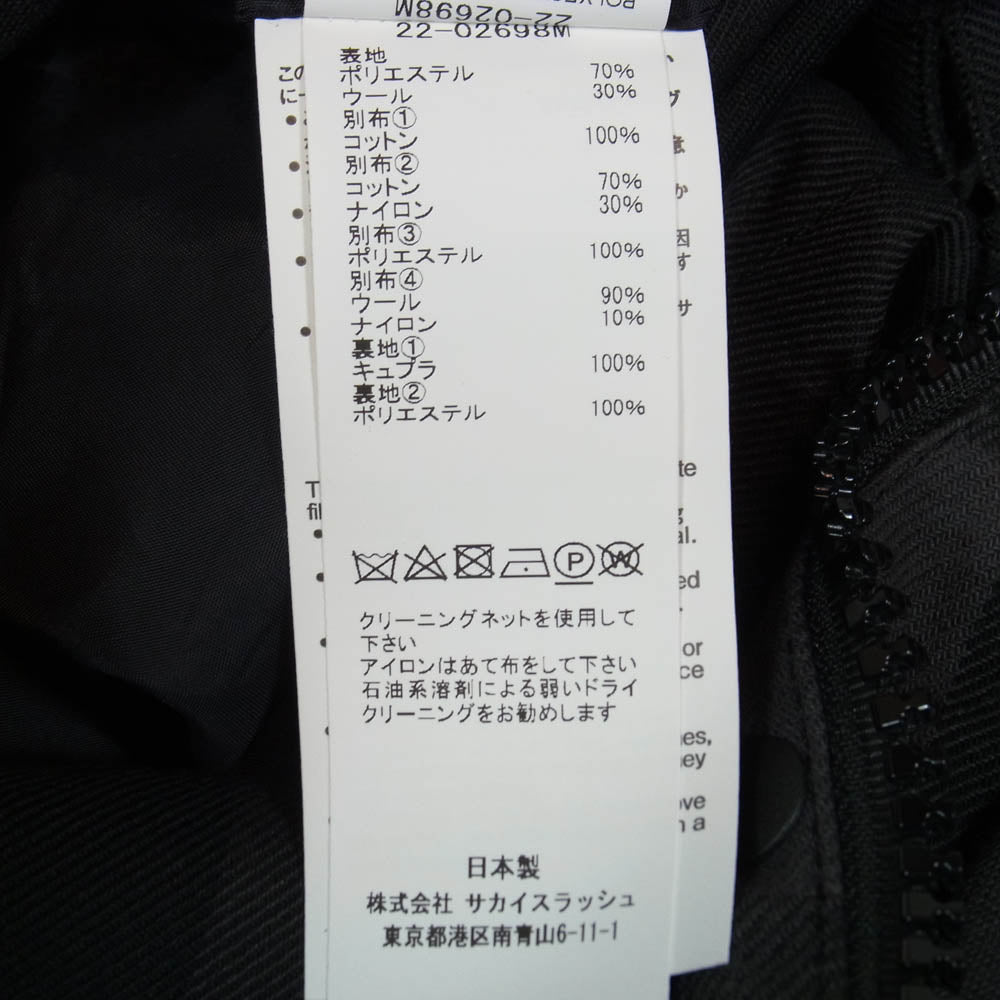 22-02698M
22-02698M
表地
ポリエステル 70%
ウール 30%
別布①
コットン 100%
別布②
コットン 70%
ナイロン 30%
別布③
ポリエステル 100%
別布④
ウール 90%
ナイロン 10%
裏地①
キュプラ 100%
裏地②
ポリエステル 100%
P
W
クリーニングネットを使用して
下さい
アイロンはあて布をして下さい
石油系溶剤による弱いドライ
クリーニングをお勧めします
日本製
株式会社 サカイスラッシュ
東京都港区南青山6-11-1